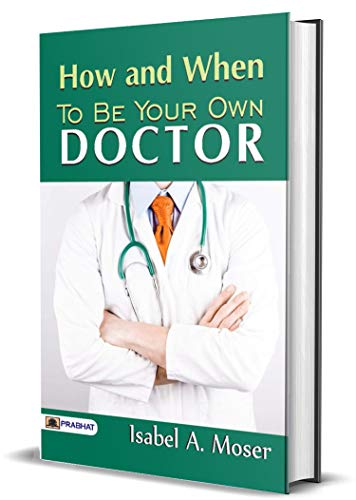 How and When
To Be Your Own
DOCTOR
PRABHAT
Isabel A. Moser